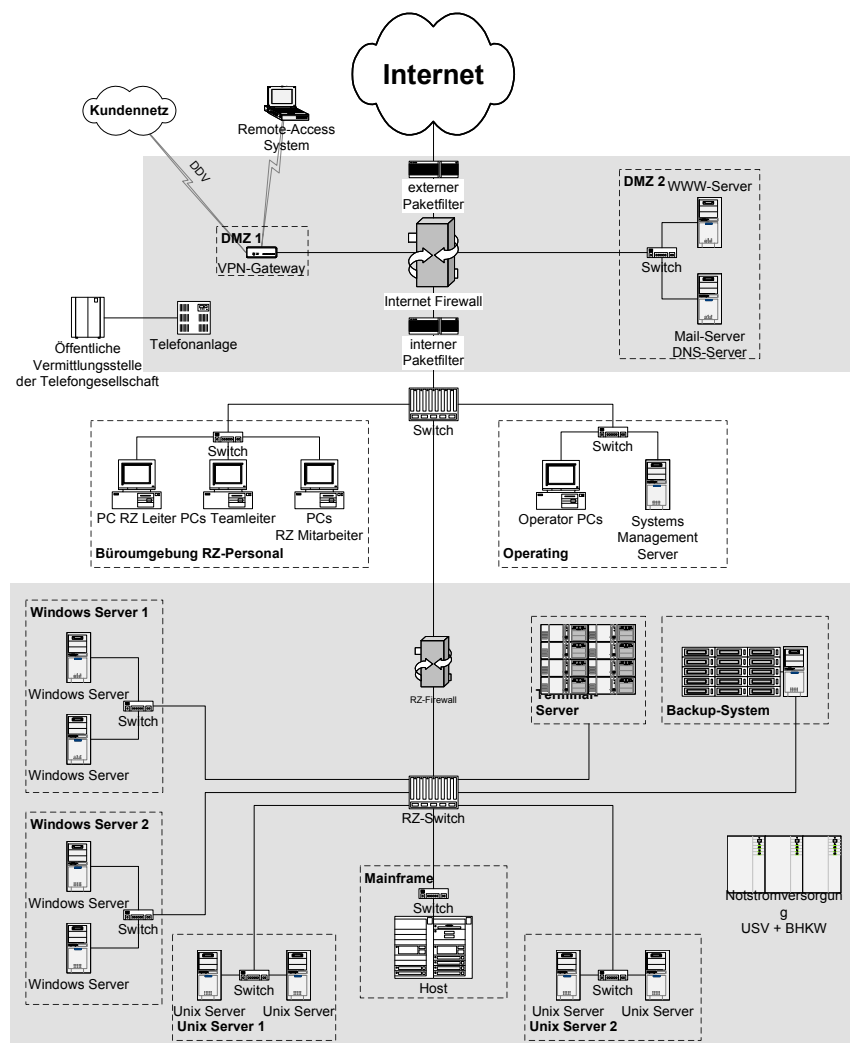 Internet
Kundennetz
Remote-Access
System
DDV
externer
Paketfilter
DMZ 2
WWW-Server
DMZ 1
VPN-Gateway
Switch
Internet Firewall
Mail-Server
DNS-Server
Öffentliche
Vermittlungsstelle
der Telefongesellschaft
Telefonanlage
interner
Paketfilter
Switch
Switch
PC RZ Leiter
PCs Teamleiter
PCs
RZ Mitarbeiter
Büroumgebung RZ-Personal
Switch
Operator PCs
Systems
Management
Server
Operating
Windows Server 1
Windows Server
Switch
Windows Server
RZ-Firewall
Terminal-
Server
Backup-System
RZ-Switch
Windows Server 2
Windows Server
Switch
Windows Server
Mainframe
Switch
Host
Notstromversorgun
g
USV + BHKW
Switch
Unix Server
Unix Server
Unix Server 1
Switch
Unix Server
Unix Server
Unix Server 2